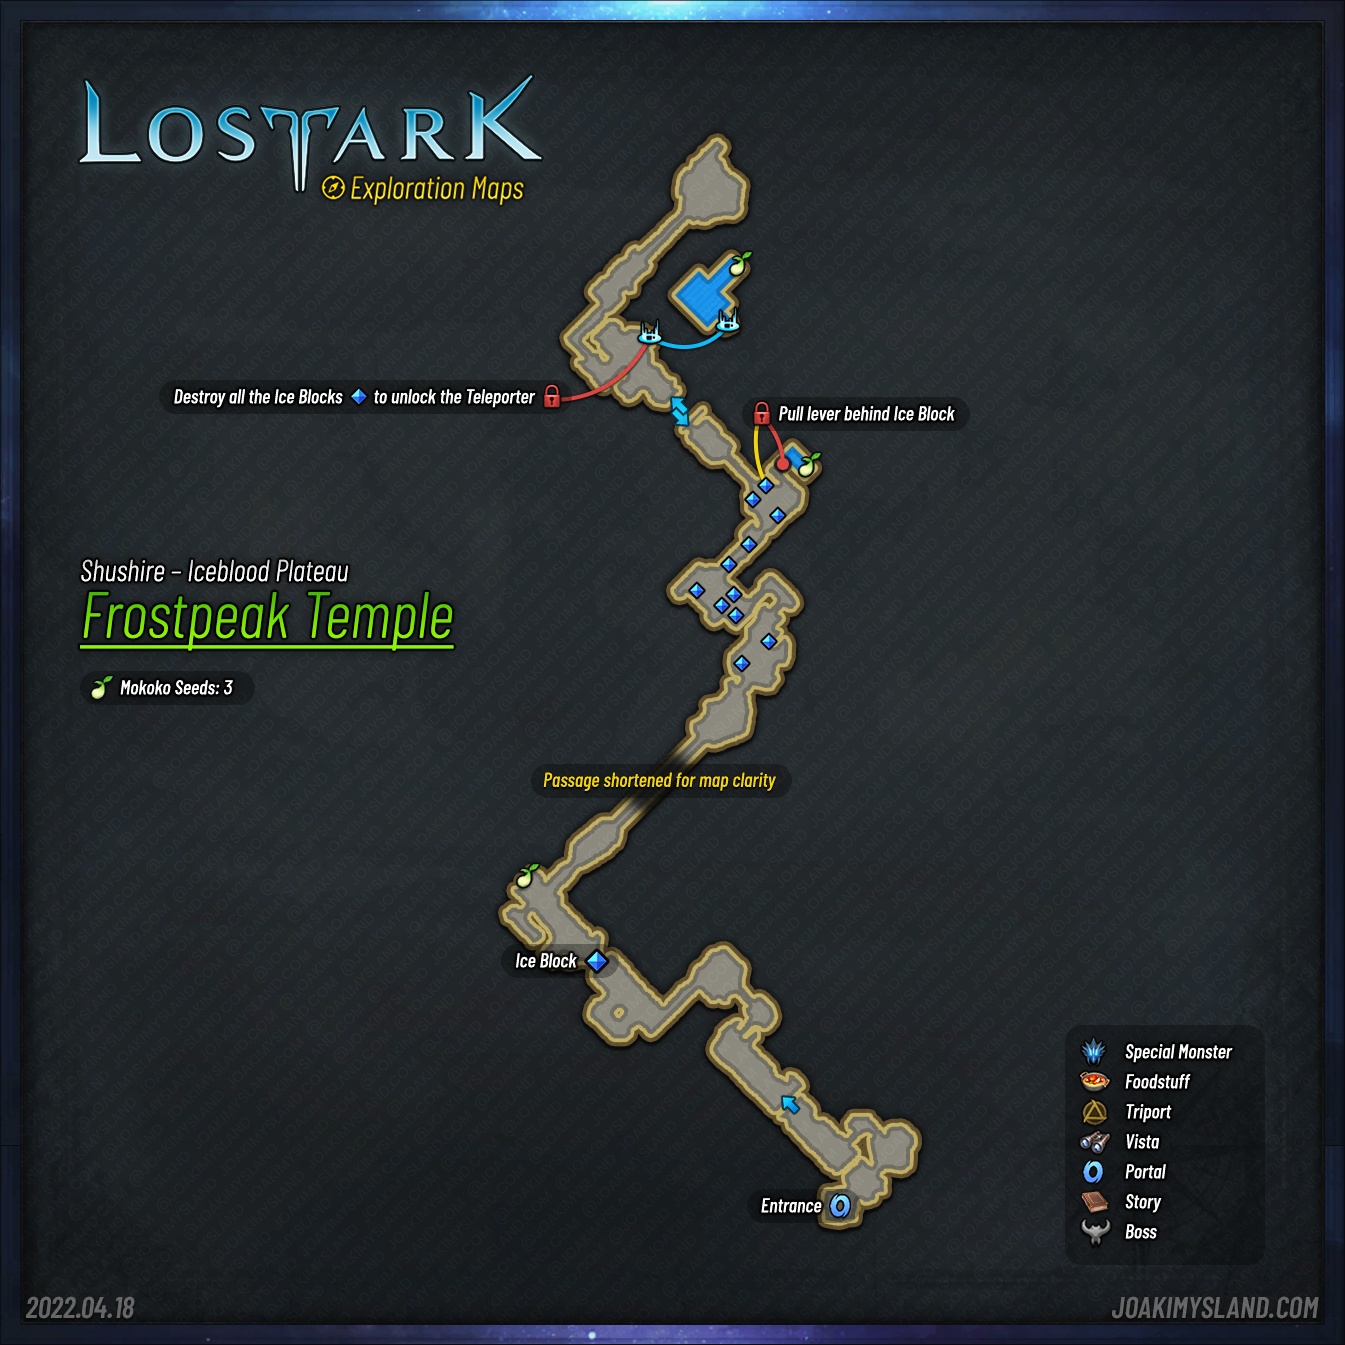 LOSTARK
Exploration Maps
Destroy all the Ice Blocks to unlock the Teleporter
Pull lever behind Ice Block
Shushire – Iceblood Plateau
Frostpeak Temple
Mokoko Seeds: 3
Passage shortened for map clarity
Ice Block
Entrance
Special Monster
Foodstuff
Triport
Vista
Portal
Story
Boss
2022.04.18
JOAKIMYSLAND.COM